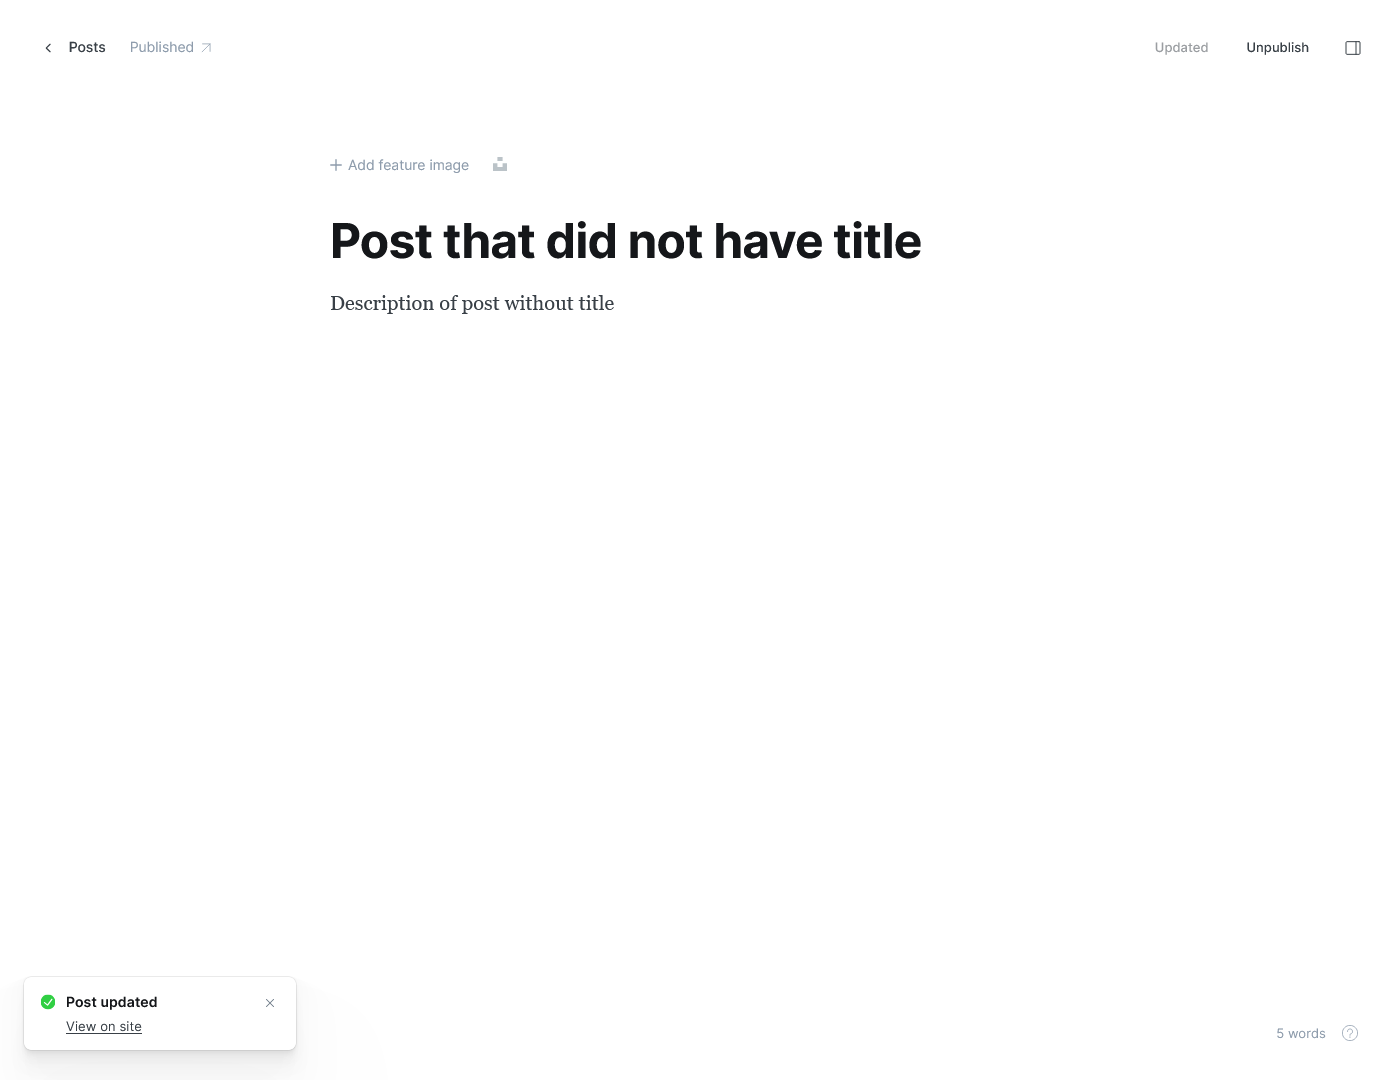 Posts Published
Updated Unpublish
Add feature image
Post that did not have title
Description of post without title
Post updated
View on site
5 words